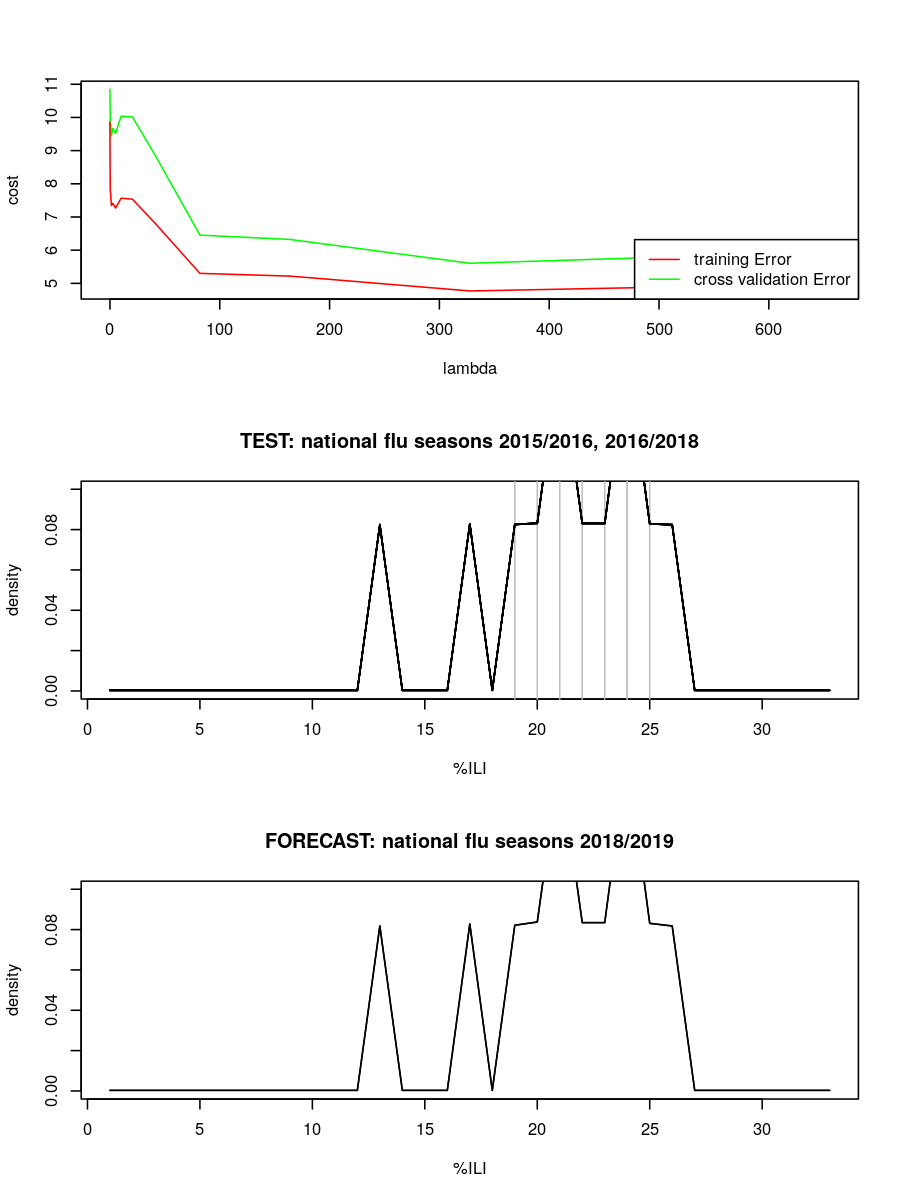 11
10
9
8
7
6
5
cost
training Error
cross validation Error
0 100 200 300 400 500 600
lambda
TEST: national flu seasons 2015/2016, 2016/2018
0.08
0.04
0.00
density
0 5 10 15 20 25 30
%ILI
FORECAST: national flu seasons 2018/2019
0.08
0.04
0.00
density
0 5 10 15 20 25 30
%ILI